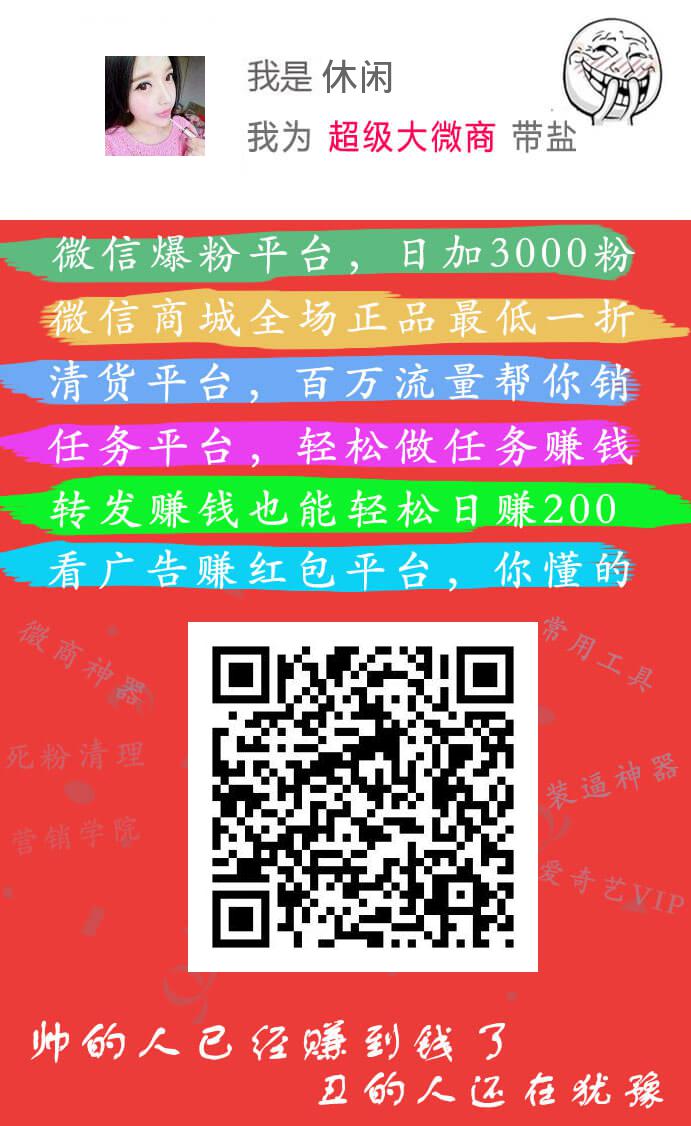 我是 休闲
我为 超级大微商 带盐
微信爆粉平台，日加3000粉
微信商城全场正品最低一折
清货平台，百万流量帮你销
任务平台，轻松做任务赚钱
转发赚钱也能轻松日赚200
看广告赚红包平台，你懂的
微商神器
常用工具
死粉清理
装逼神器
营销学院
爱奇艺VIP
帅的人已经赚到钱了
丑的人还在犹豫